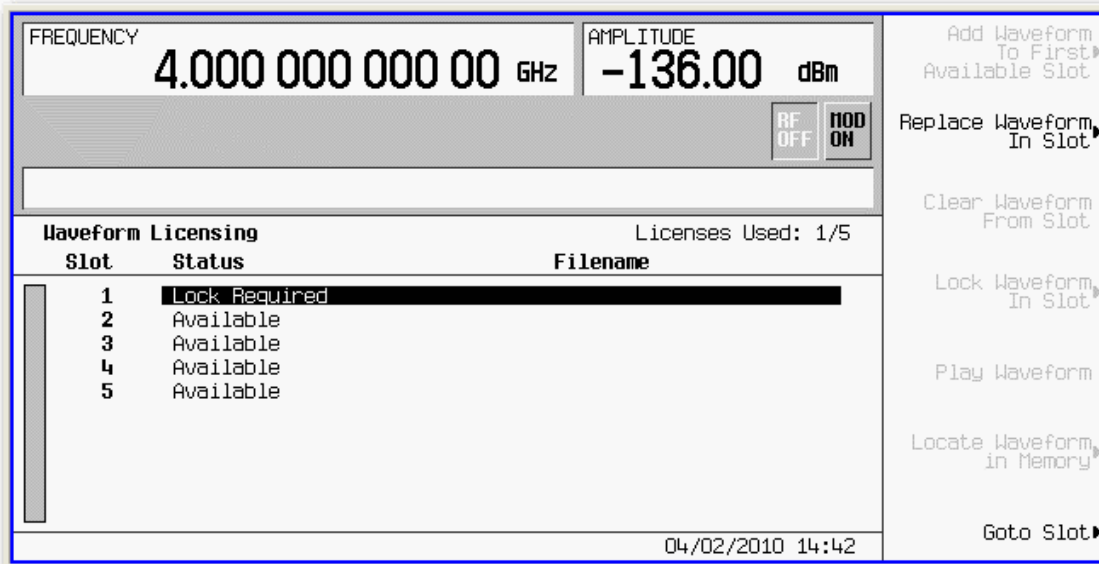 FREQUENCY
4.000 000 000 00 GHz
AMPLITUDE
-136.00 dBm
RF
OFF
MOD
ON
Waveform Licensing
Licenses Used: 1/5
Slot Status Filename
1 Lock Required
2 Available
3 Available
4 Available
5 Available
04/02/2010 14:42
Add Waveform
To First
Available Slot
Replace Waveform
In Slot
Clear Waveform
From Slot
Lock Waveform
In Slot
Play Waveform
Locate Waveform
in Memory
Goto Slot